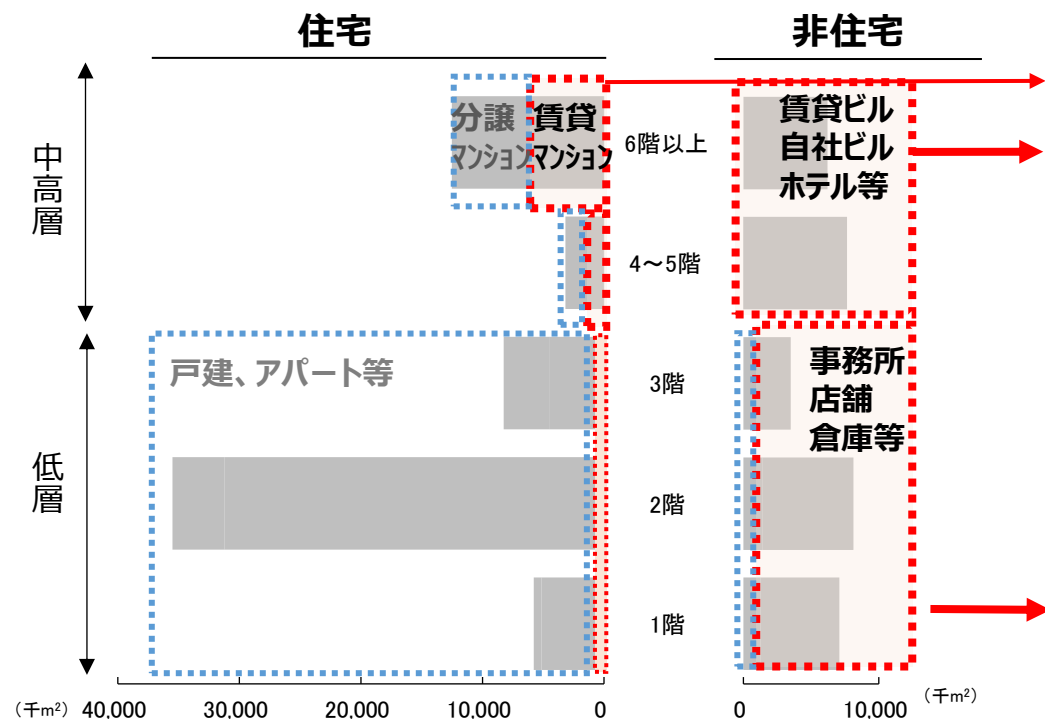 住宅
非住宅
中高層
分譲
マンション
賃貸
マンション
6階以上
賃貸ビル
自社ビル
ホテル等
4～5階
低層
戸建、アパート等
3階
事務所
店舗
倉庫等
2階
1階
（千m²） 40,000 30,000 20,000 10,000 0
0 10,000 （千m²）